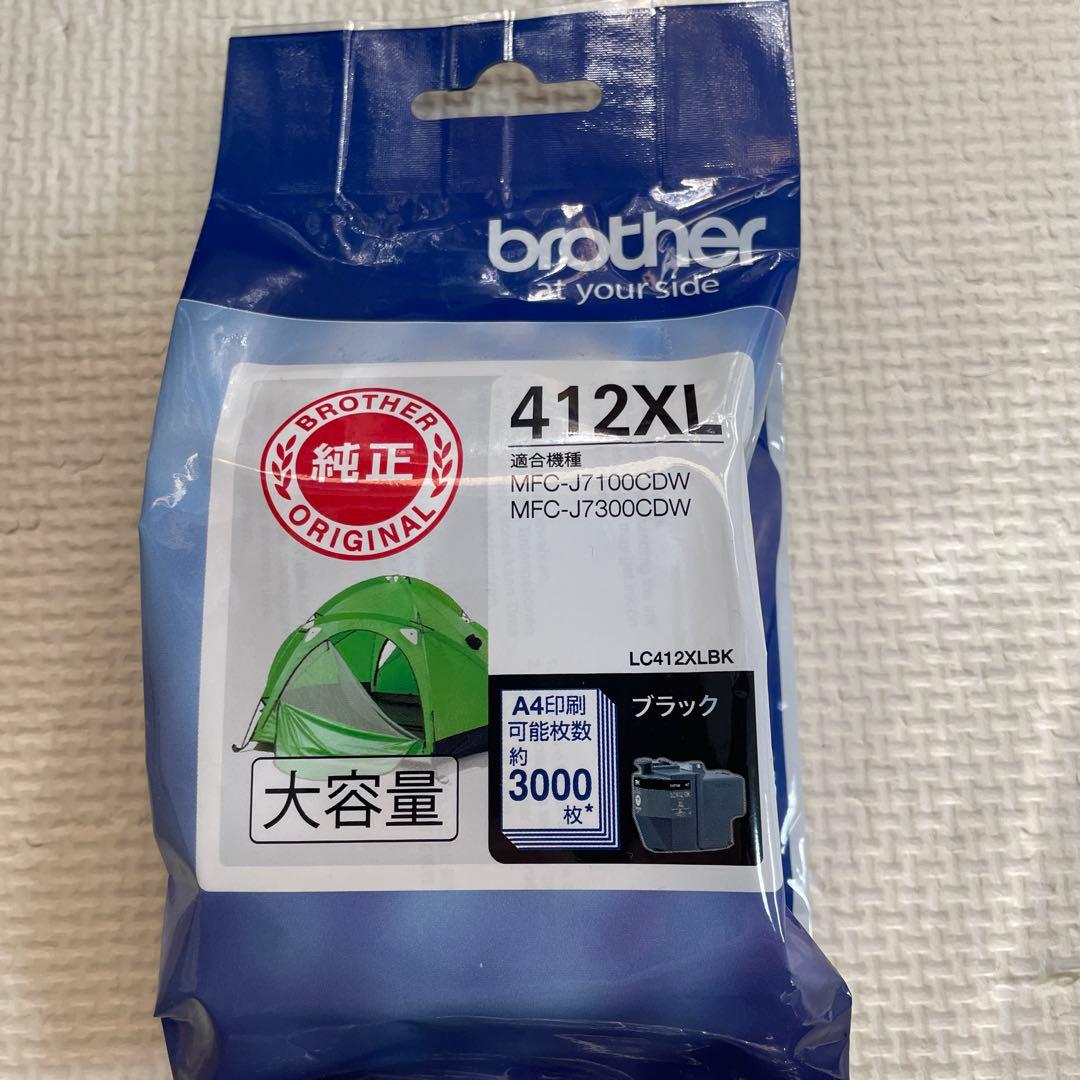 brother
at your side
BROTHER
純正
ORIGINAL
412XL
適合機種
MFC-J7100CDW
MFC-J7300CDW
LC412XLBK
A4印刷
可能枚数
約
3000
枚*
ブラック
大容量